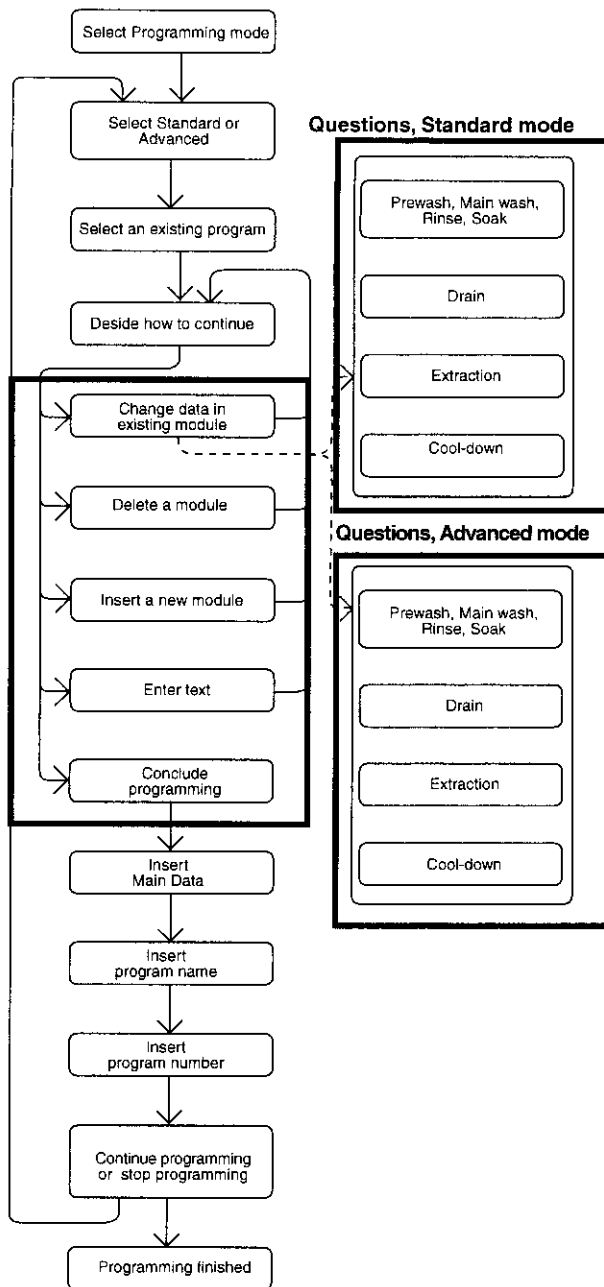 Select Programming mode
Select Standard or
Advanced
Select an existing program
Deside how to continue
Change data in
existing module
Delete a module
Insert a new module
Enter text
Conclude
programming
Insert
Main Data
Insert
program name
Insert
program number
Continue programming
or stop programming
Programming finished
Questions, Standard mode
Prewash, Main wash,
Rinse, Soak
Drain
Extraction
Cool-down
Questions, Advanced mode
Prewash, Main wash,
Rinse, Soak
Drain
Extraction
Cool-down